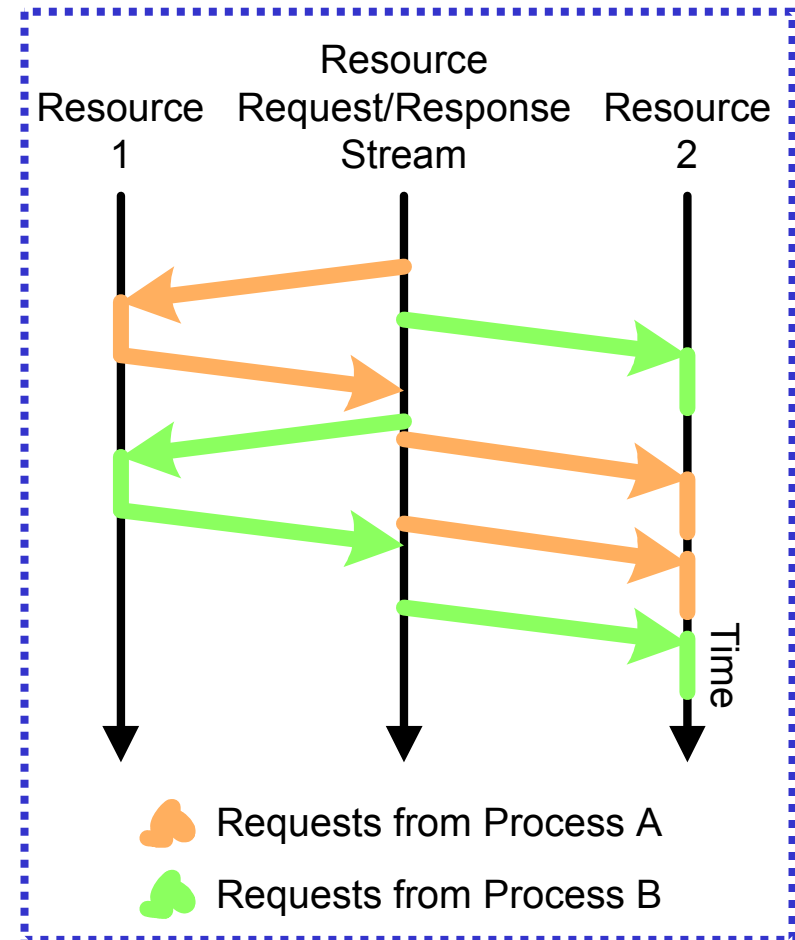 Resource
Resource Request/Response Resource
1 Stream 2
Time
Requests from Process A
Requests from Process B